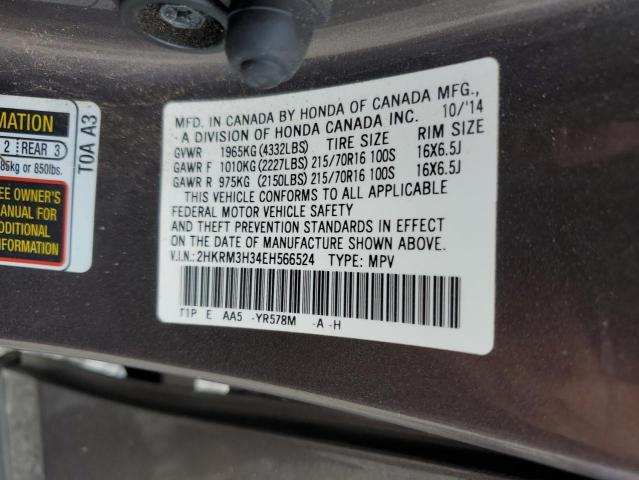 MATION
2 REAR 3
85kg or 850lbs.
EE OWNER'S
MANUAL FOR
ADDITIONAL
INFORMATION
T0A A3
MFD. IN CANADA BY HONDA OF CANADA MFG.,
A DIVISION OF HONDA CANADA INC. 10/'14
GVWR 1965KG (4332LBS) TIRE SIZE RIM SIZE
GAWR F 1010KG (2227LBS) 215/70R16 100S 16X6.5J
GAWR R 975KG (2150LBS) 215/70R16 100S 16X6.5J
THIS VEHICLE CONFORMS TO ALL APPLICABLE
FEDERAL MOTOR VEHICLE SAFETY
AND THEFT PREVENTION STANDARDS IN EFFECT
ON THE DATE OF MANUFACTURE SHOWN ABOVE.
V.I.N.: 2HKRM3H34EH566524 TYPE: MPV
T1P E AA5 -YR578M -A -H